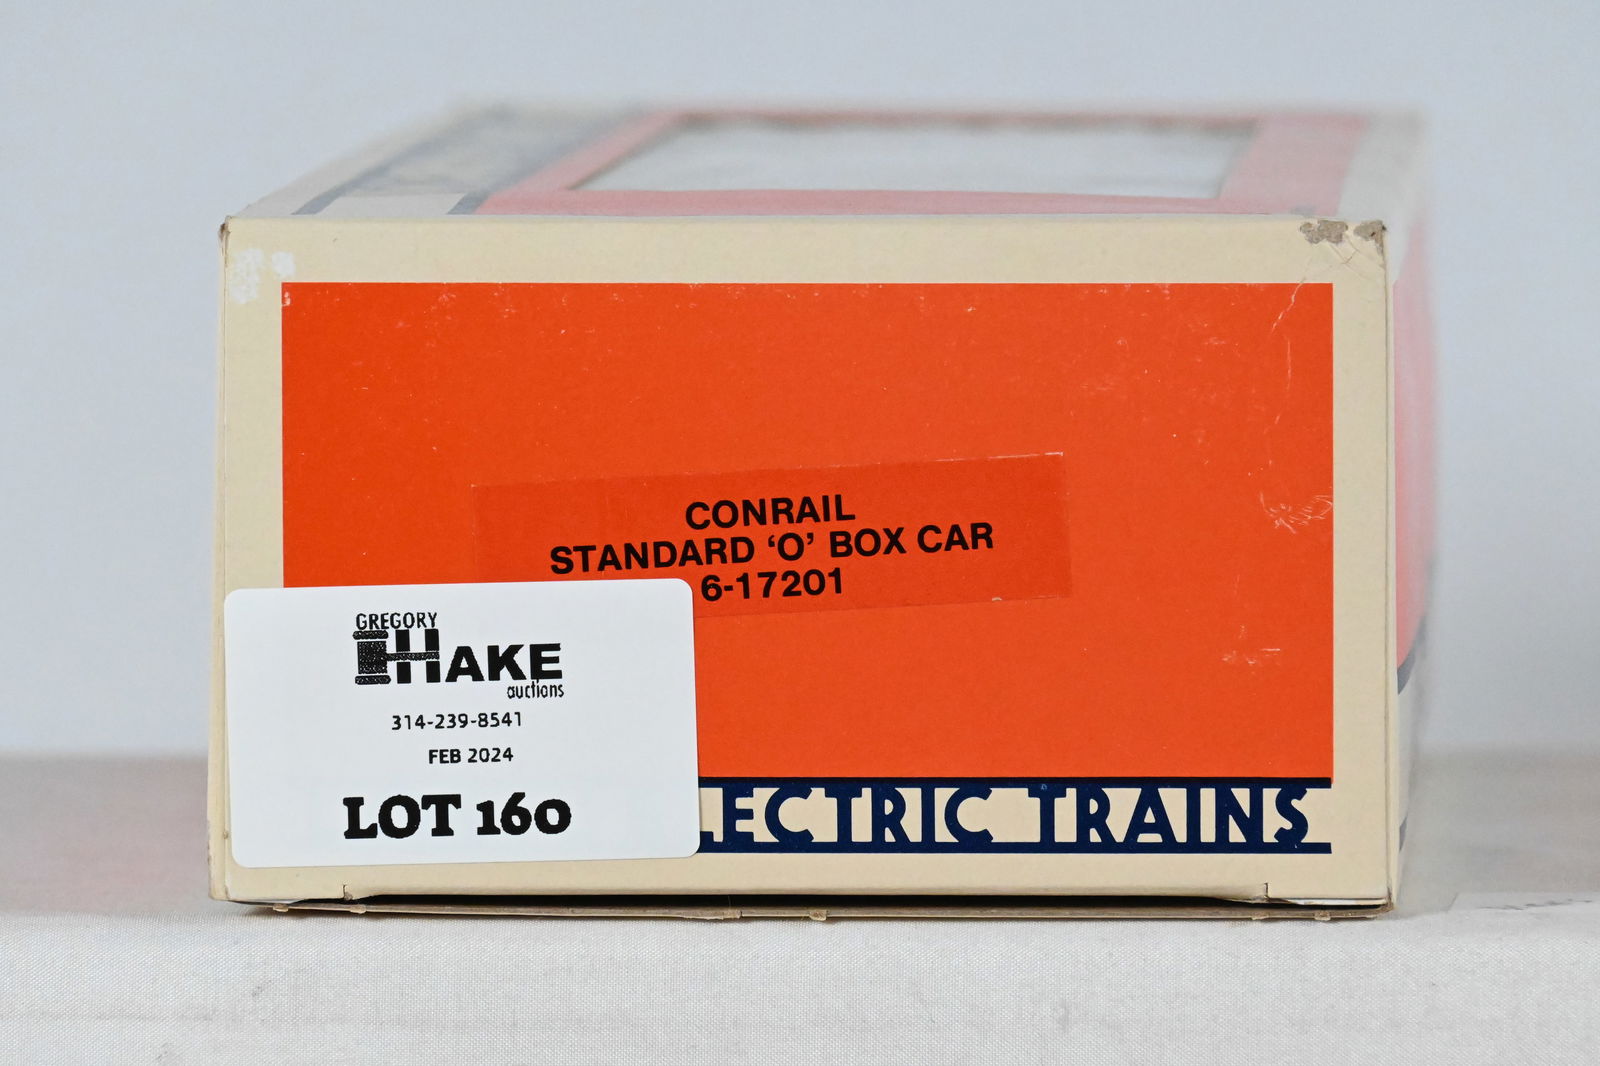 CONRAIL
STANDARD ‘O’ BOX CAR
6-17201
GREGORY
HAKE
auctions
314-239-8541
FEB 2024
LOT 160
LECTRIC TRAINS